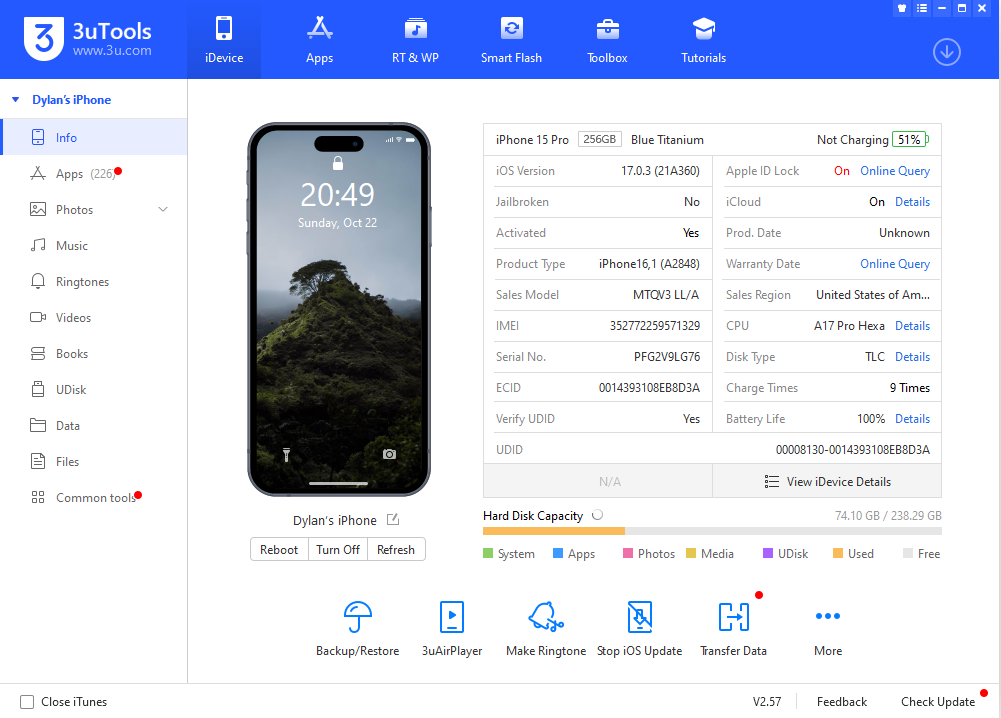 3 3uTools
www.3u.com
iDevice
Apps
RT & WP
Smart Flash
Toolbox
Tutorials
Dylan's iPhone
Info
Apps (226)
Photos
Music
Ringtones
Videos
Books
UDisk
Data
Files
Common tools
20:49
Sunday, Oct 22
Dylan's iPhone
Reboot Turn Off Refresh
iPhone 15 Pro 256GB Blue Titanium Not Charging 51%
iOS Version 17.0.3 (21A360) Apple ID Lock On Online Query
Jailbroken No iCloud On Details
Activated Yes Prod. Date Unknown
Product Type iPhone16,1 (A2848) Warranty Date Online Query
Sales Model MTQV3 LL/A Sales Region United States of Am...
IMEI 352772259571329 CPU A17 Pro Hexa Details
Serial No. PFG2V9LG76 Disk Type TLC Details
ECID 0014393108EB8D3A Charge Times 9 Times
Verify UDID Yes Battery Life 100% Details
UDID 00008130-0014393108EB8D3A
N/A View iDevice Details
Hard Disk Capacity 74.10 GB / 238.29 GB
System Apps Photos Media UDisk Used Free
Backup/Restore
3uAirPlayer
Make Ringtone
Stop iOS Update
Transfer Data
More
Close iTunes
V2.57
Feedback
Check Update